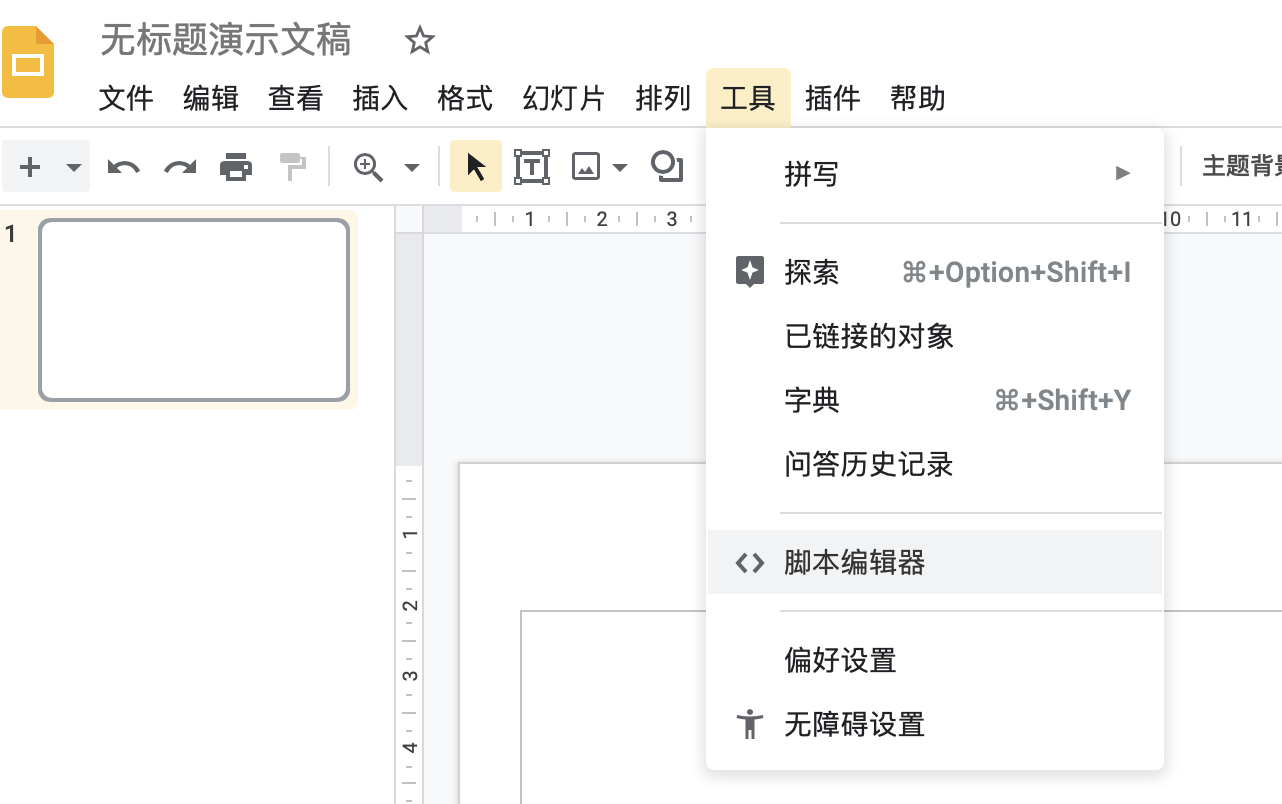 无标题演示文稿
文件 编辑 查看 插入 格式 幻灯片 排列 工具 插件 帮助
主题背
拼写
1
1 2 3 10 11
探索 ⌘+Option+Shift+I
已链接的对象
字典 ⌘+Shift+Y
问答历史记录
脚本编辑器
偏好设置
无障碍设置
1
2
3
4